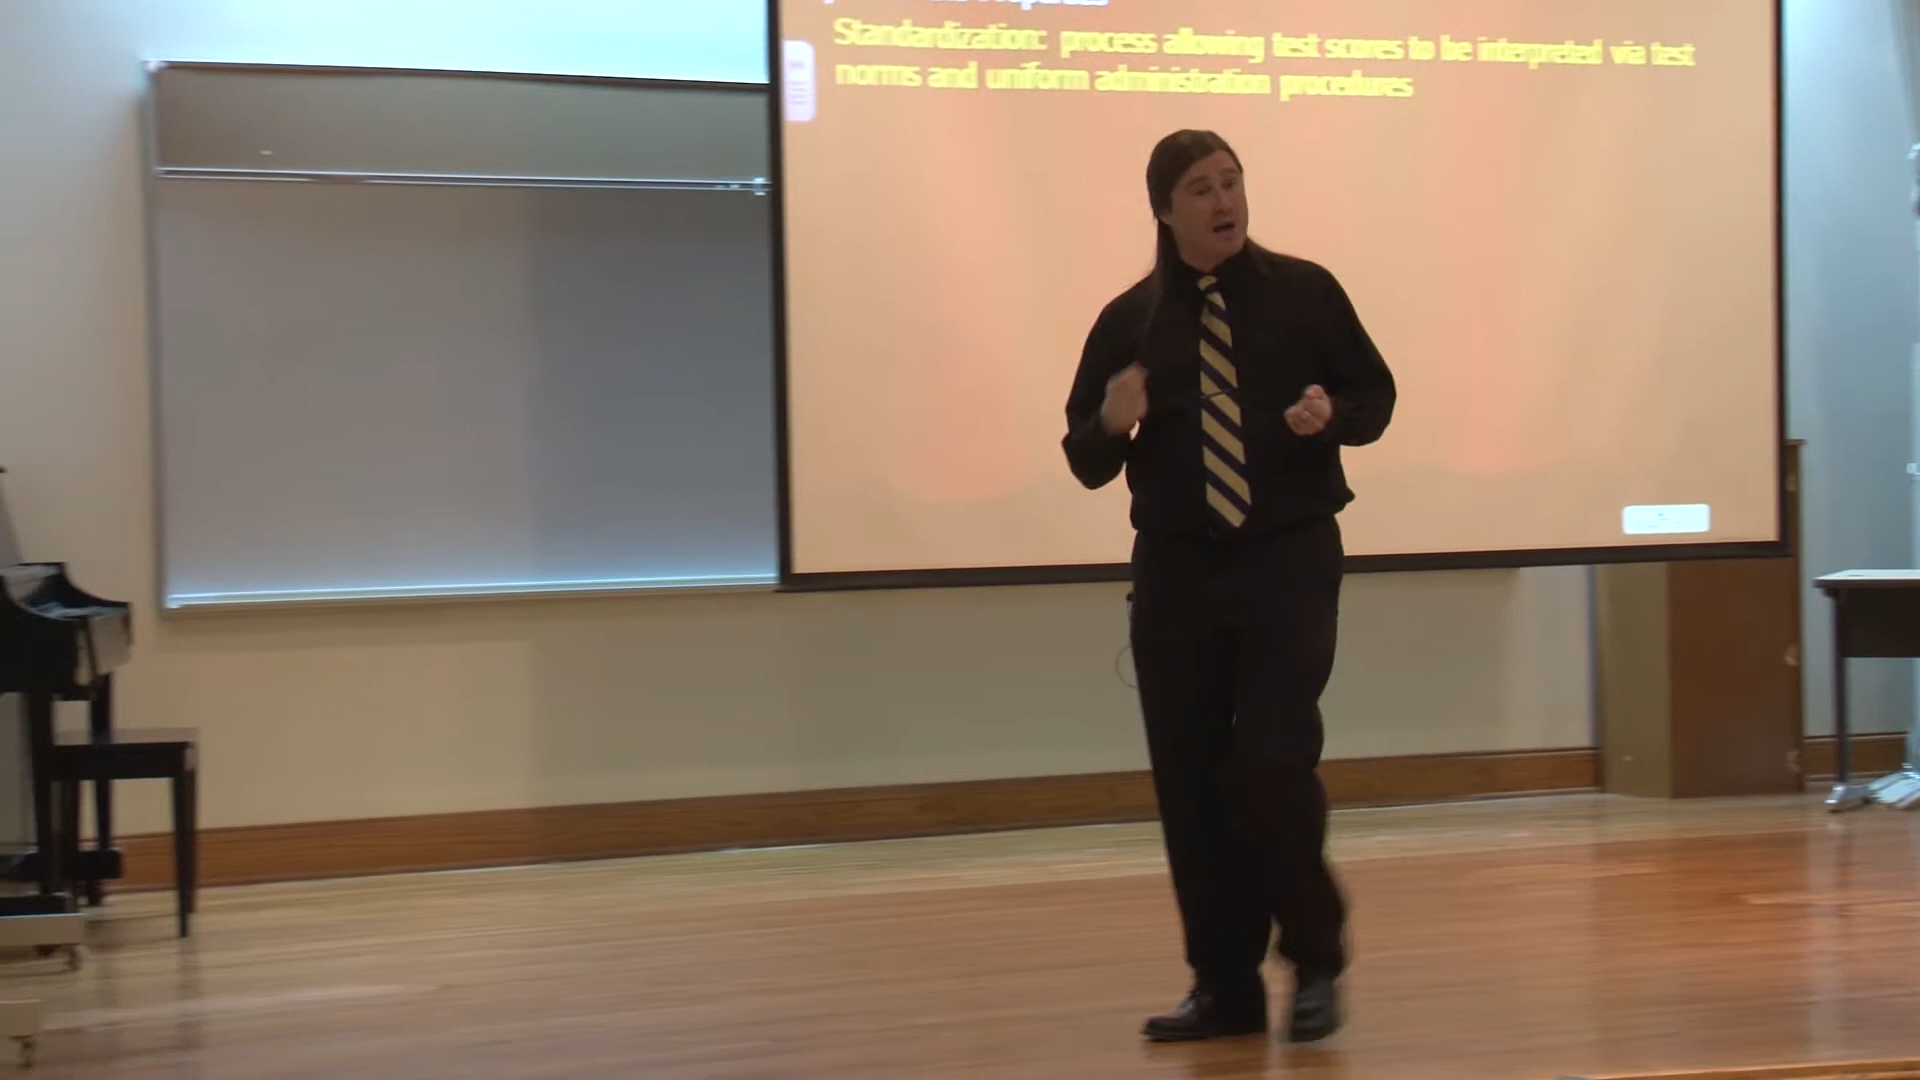 Standardization: process allowing test scores to be interpreted via test
norms and uniform administration procedures